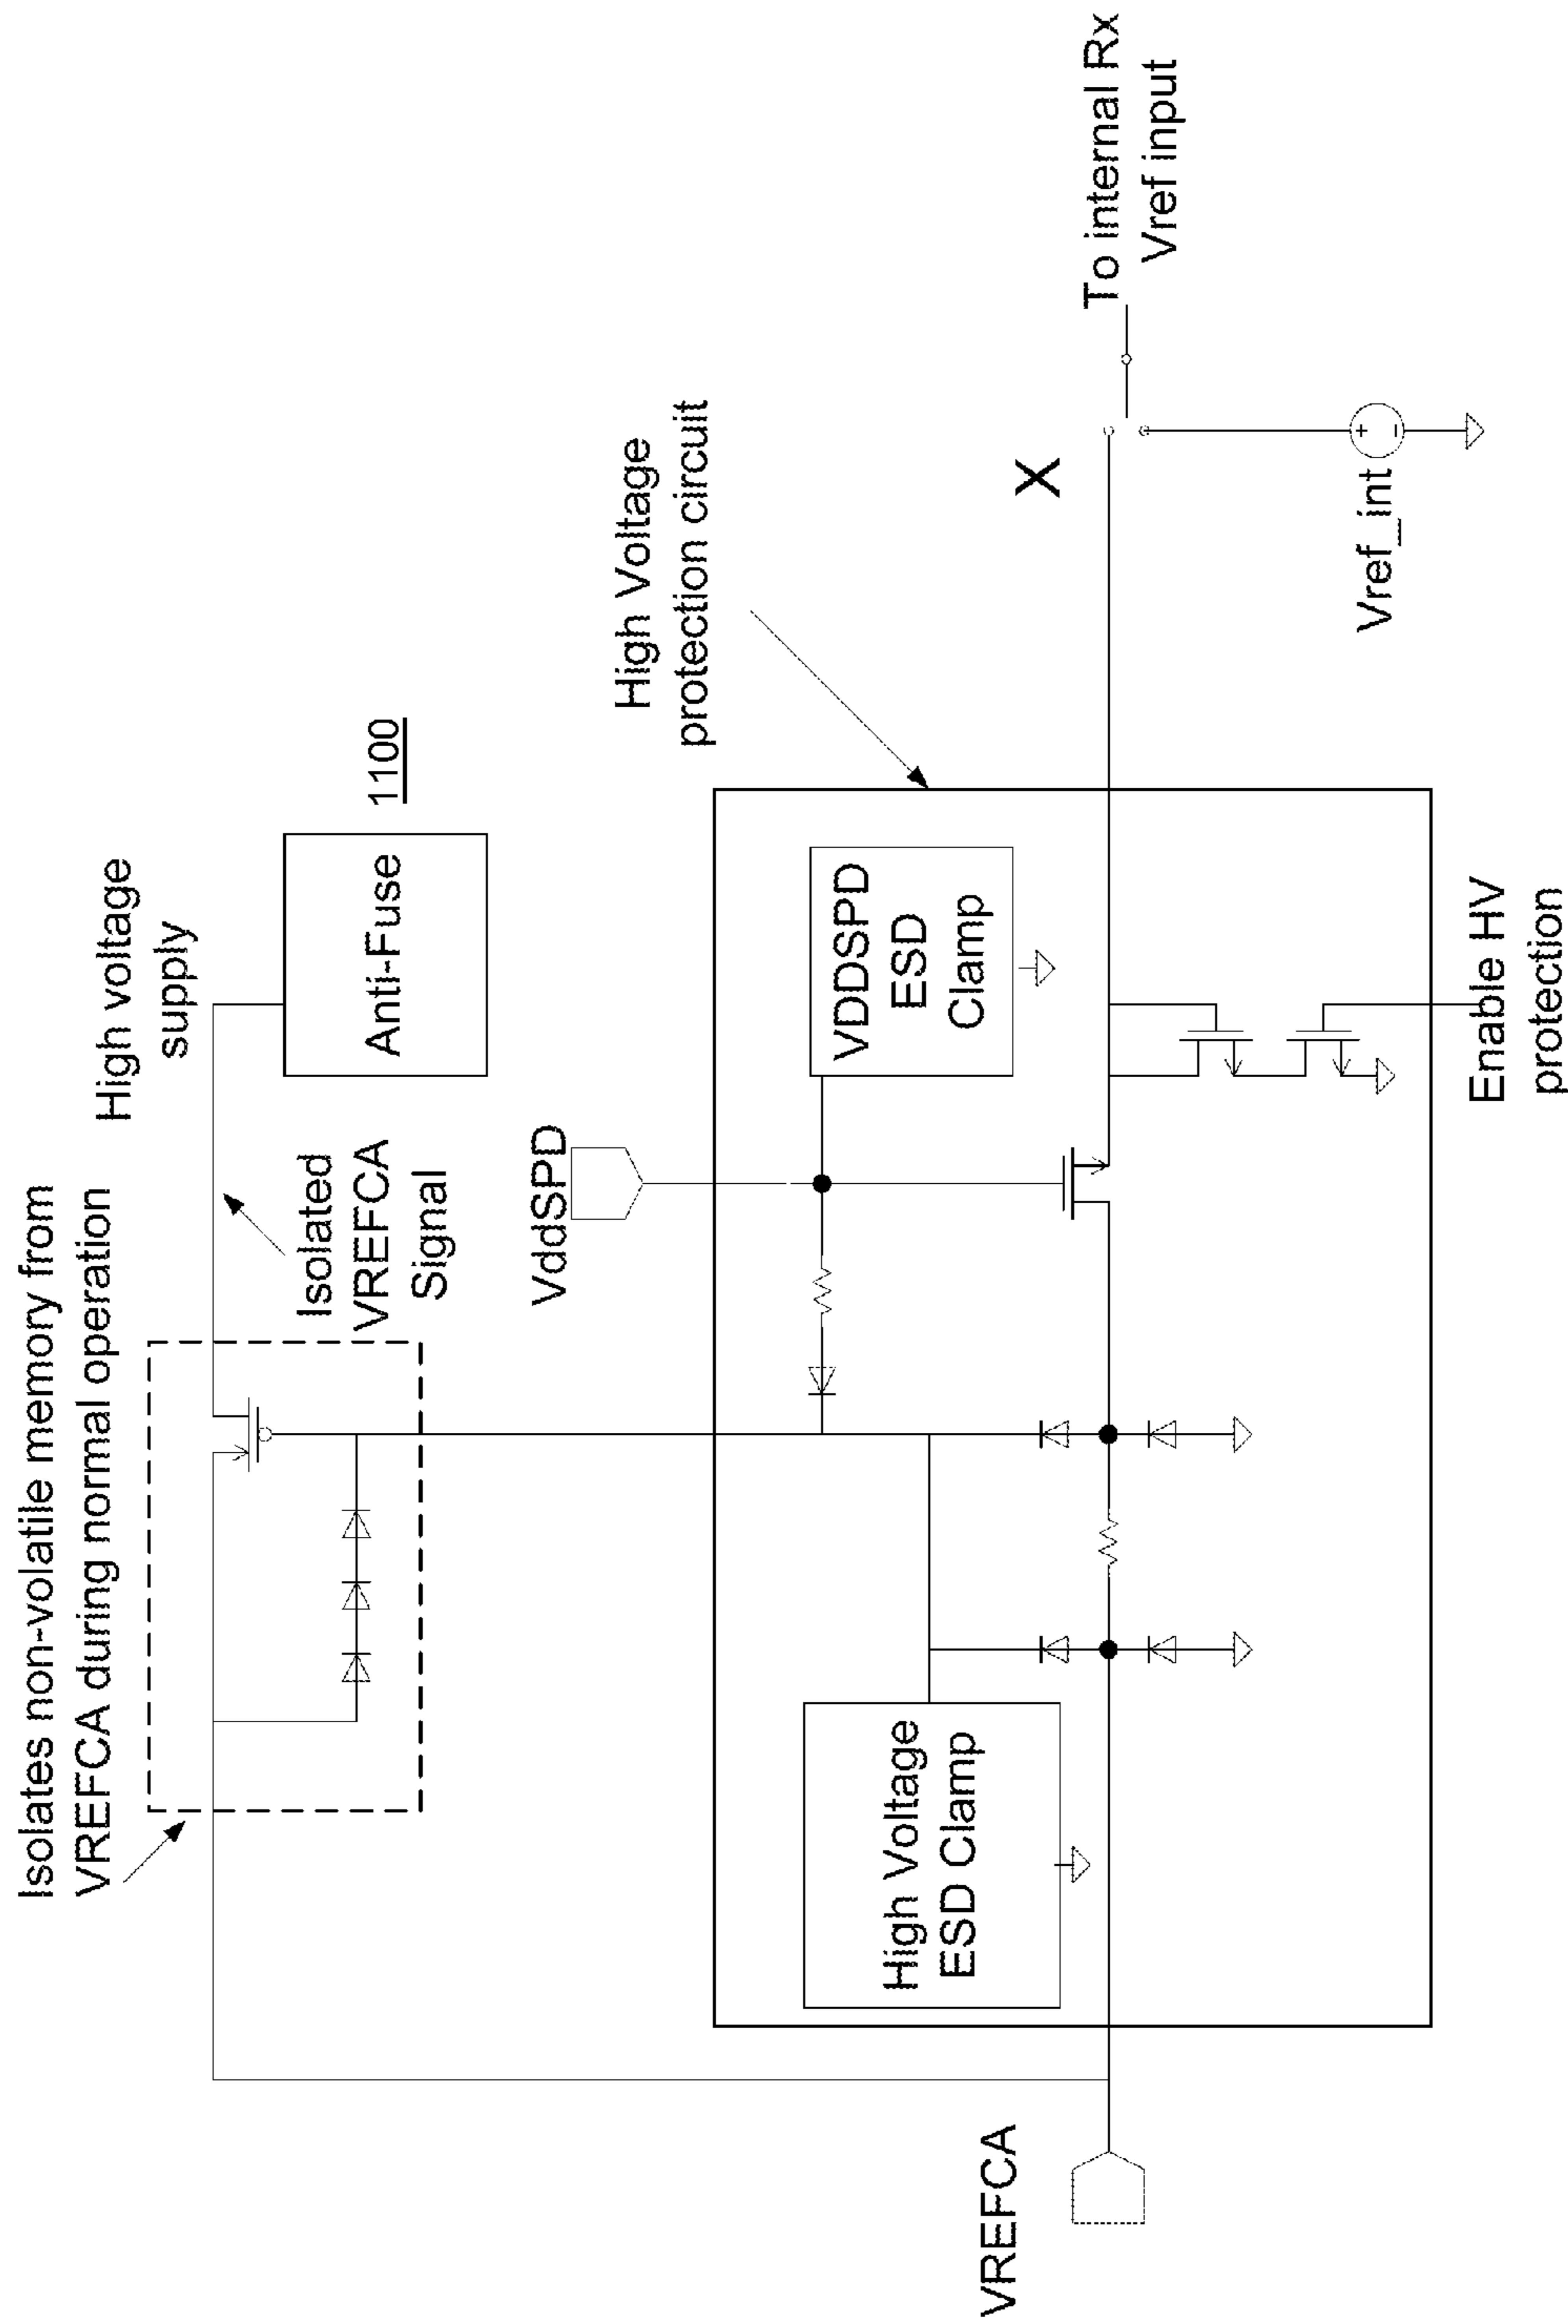 Isolates non-volatile memory from
VREFCA during normal operation
High voltage
supply
Isolated
VREFCA
Signal
Anti-Fuse
1100
VddSPD
High Voltage
protection circuit
VDDSPD
ESD
Clamp
High Voltage
ESD Clamp
VREFCA
X
To internal Rx
Vref input
+
-
Vref_int
Enable HV
protection